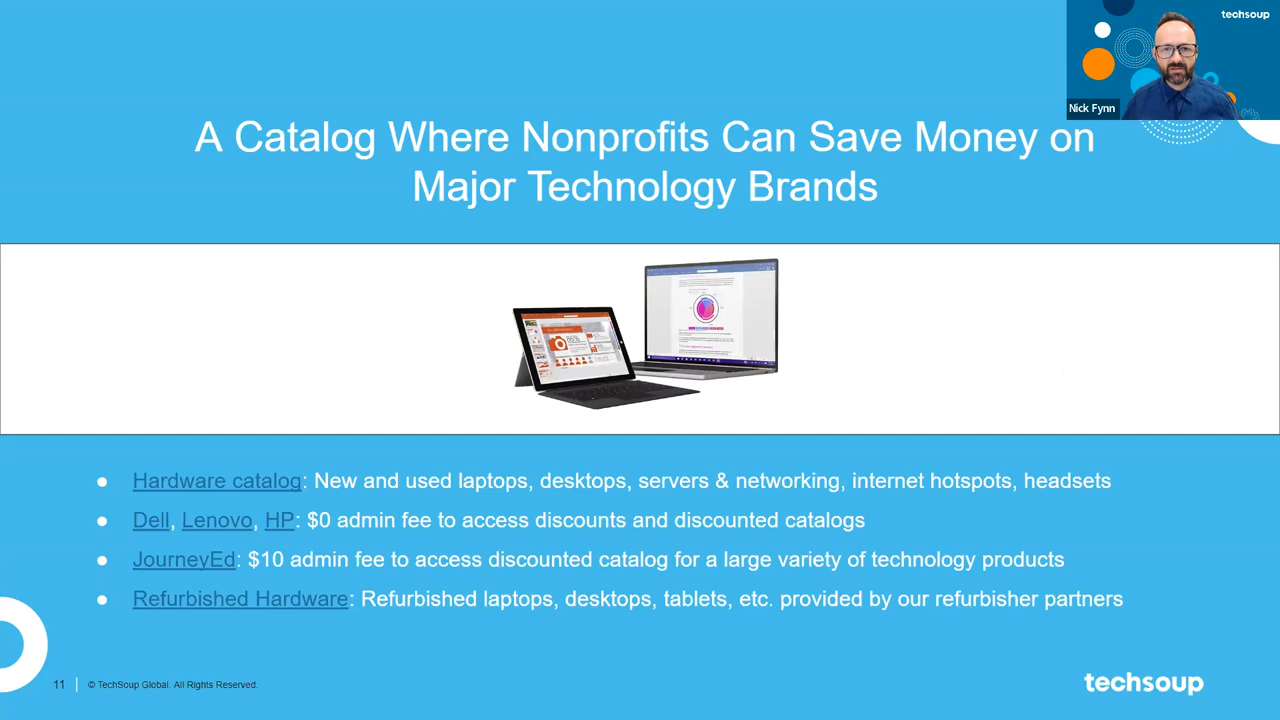 techsoup
Nick Fynn
A Catalog Where Nonprofits Can Save Money on
Major Technology Brands
● Hardware catalog: New and used laptops, desktops, servers & networking, internet hotspots, headsets
● Dell, Lenovo, HP: $0 admin fee to access discounts and discounted catalogs
● JourneyEd: $10 admin fee to access discounted catalog for a large variety of technology products
● Refurbished Hardware: Refurbished laptops, desktops, tablets, etc. provided by our refurbisher partners
11
© TechSoup Global. All Rights Reserved.
techsoup